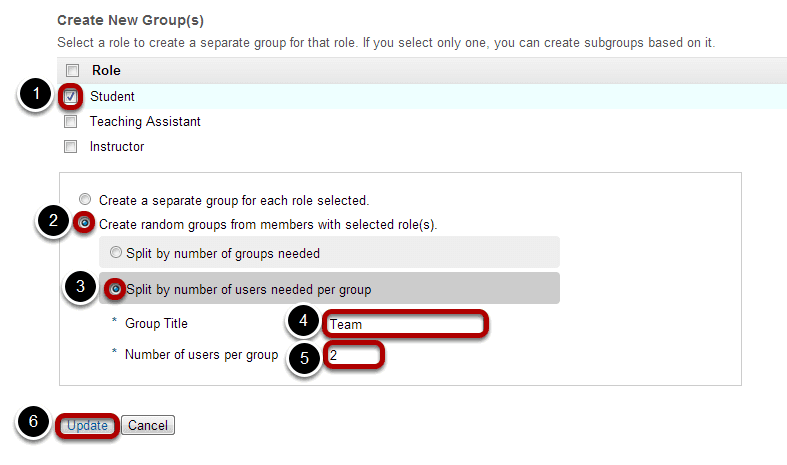 Create New Group(s)
Select a role to create a separate group for that role. If you select only one, you can create subgroups based on it.
Role
1 Student
Teaching Assistant
Instructor
Create a separate group for each role selected.
2 Create random groups from members with selected role(s).
Split by number of groups needed
3 Split by number of users needed per group
* Group Title 4 Team
* Number of users per group 5 2
6 Update Cancel